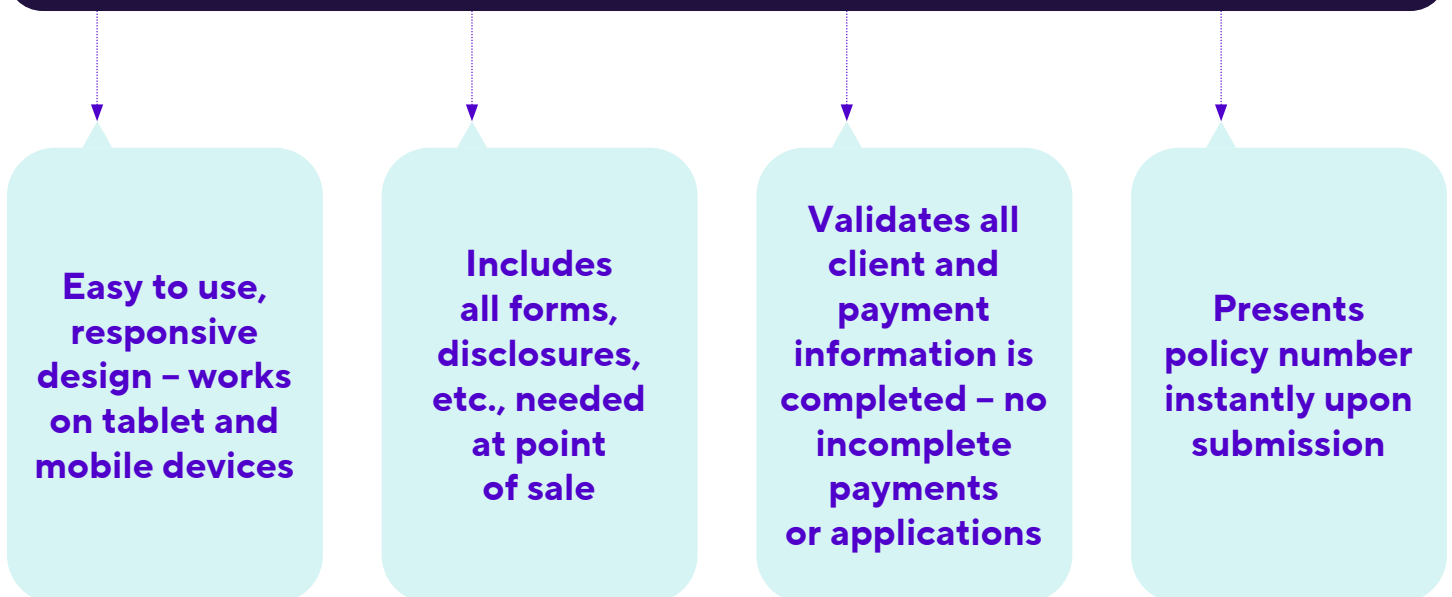 Easy to use,
responsive
design – works
on tablet and
mobile devices
Includes
all forms,
disclosures,
etc., needed
at point
of sale
Validates all
client and
payment
information is
completed – no
incomplete
payments
or applications
Presents
policy number
instantly upon
submission